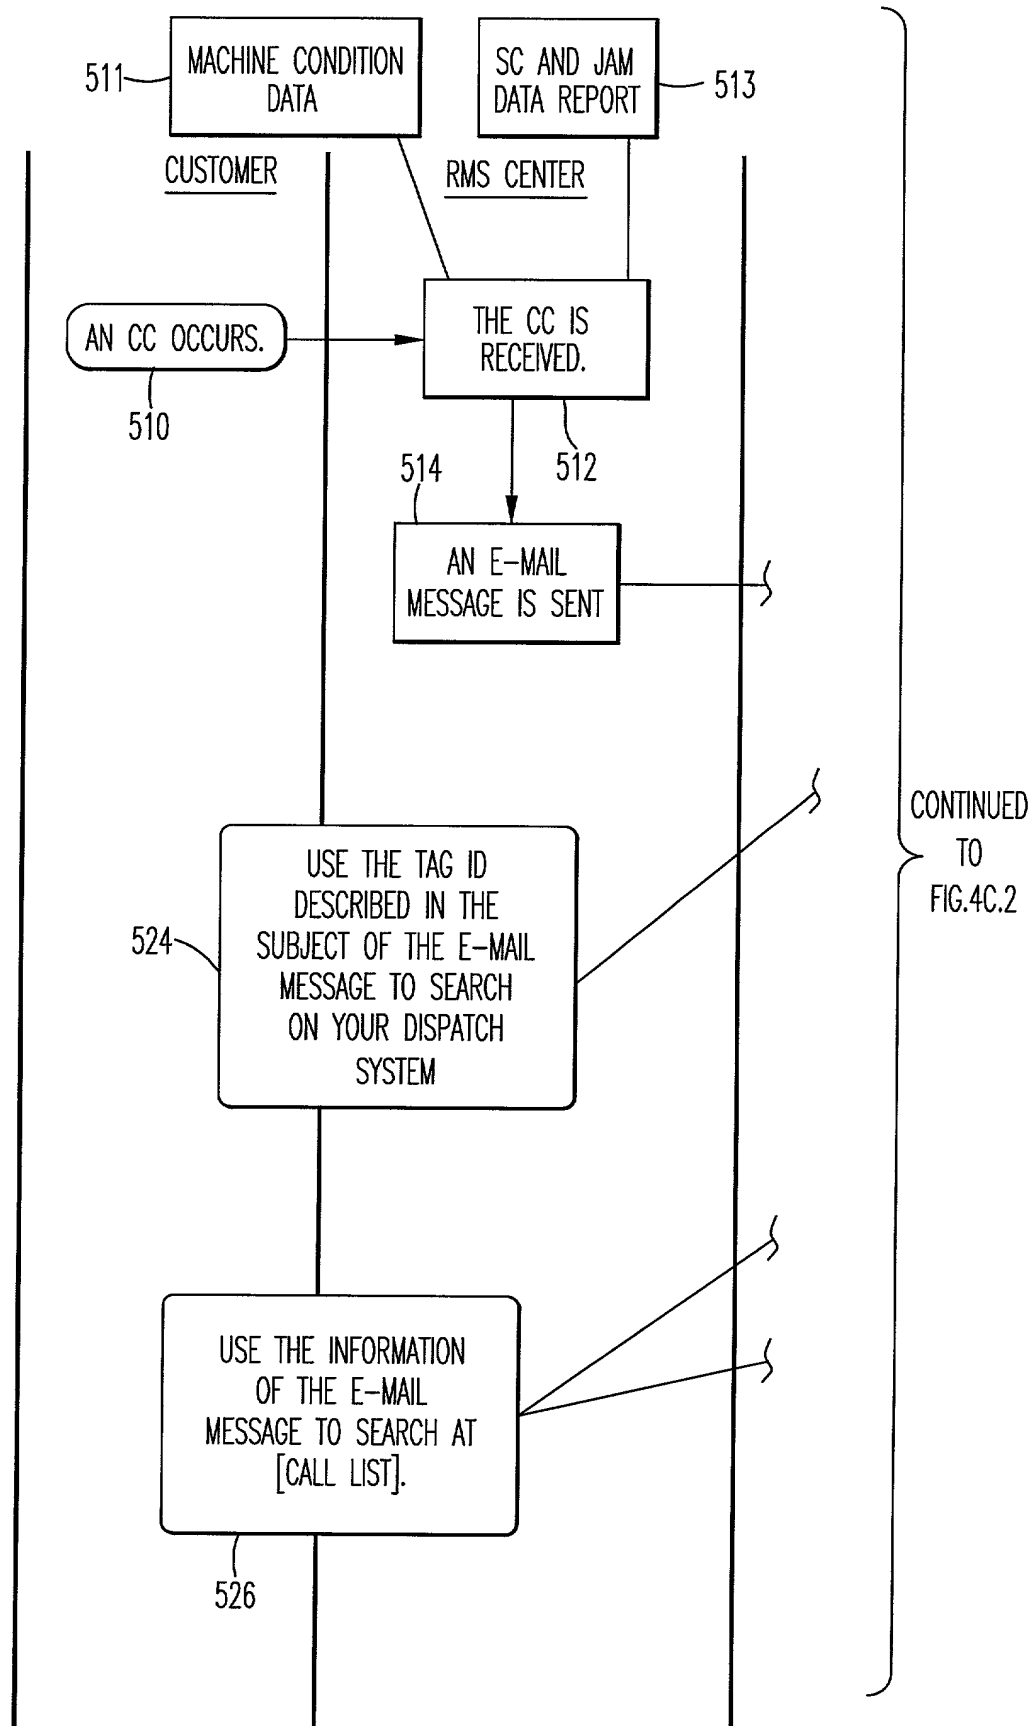 MACHINE CONDITION
DATA
511
SC AND JAM
DATA REPORT
513
CUSTOMER
RMS CENTER
AN CC OCCURS.
510
THE CC IS
RECEIVED.
512
514
AN E-MAIL
MESSAGE IS SENT
USE THE TAG ID
DESCRIBED IN THE
SUBJECT OF THE E-MAIL
MESSAGE TO SEARCH
ON YOUR DISPATCH
SYSTEM
524
CONTINUED
TO
FIG.4C.2
USE THE INFORMATION
OF THE E-MAIL
MESSAGE TO SEARCH AT
[CALL LIST].
526